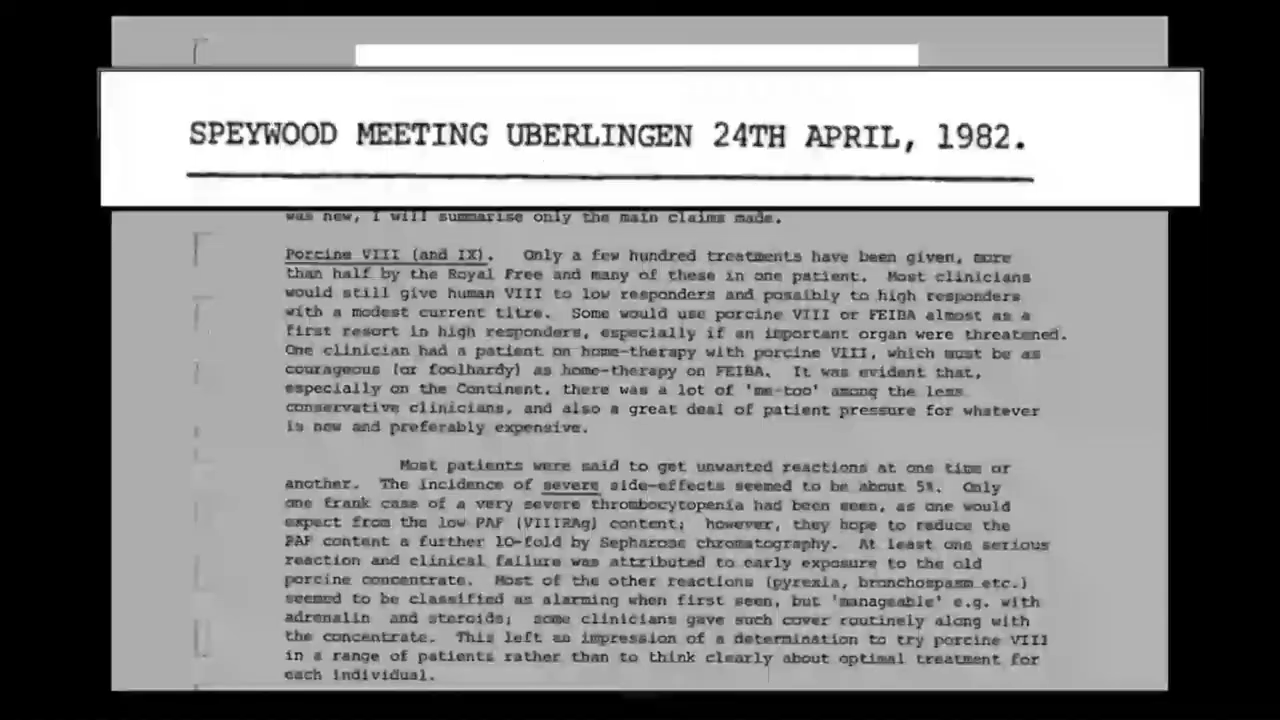 SPEYWOOD MEETING UBERLINGEN 24TH APRIL, 1982.
was new, I will summarise only the main claims made.
Porcine VIII (and IX). Only a few hundred treatments have been given, more
than half by the Royal Free and many of these in one patient. Most clinicians
would still give human VIII to low responders and possibly to high responders
with a modest current titre. Some would use porcine VIII or FEIBA almost as a
first resort in high responders, especially if an important organ were threatened.
One clinician had a patient on home-therapy with porcine VIII, which must be as
courageous (or foolhardy) as home-therapy on FEIBA. It was evident that,
especially on the Continent, there was a lot of 'me-too' among the less
conservative clinicians, and also a great deal of patient pressure for whatever
is new and preferably expensive.
Most patients were said to get unwanted reactions at one time or
another. The incidence of severe side-effects seemed to be about 5%. Only
one frank case of a very severe thrombocytopenia had been seen, as one would
expect from the low PAF (VIIIRAg) content; however, they hope to reduce the
PAF content a further 10-fold by Sepharose chromatography. At least one serious
reaction and clinical failure was attributed to early exposure to the old
porcine concentrate. Most of the other reactions (pyrexia, bronchospasm etc.)
seemed to be classified as alarming when first seen, but 'manageable' e.g. with
adrenalin and steroids; some clinicians gave such cover routinely along with
the concentrate. This left an impression of a determination to try porcine VIII
in a range of patients rather than to think clearly about optimal treatment for
each individual.